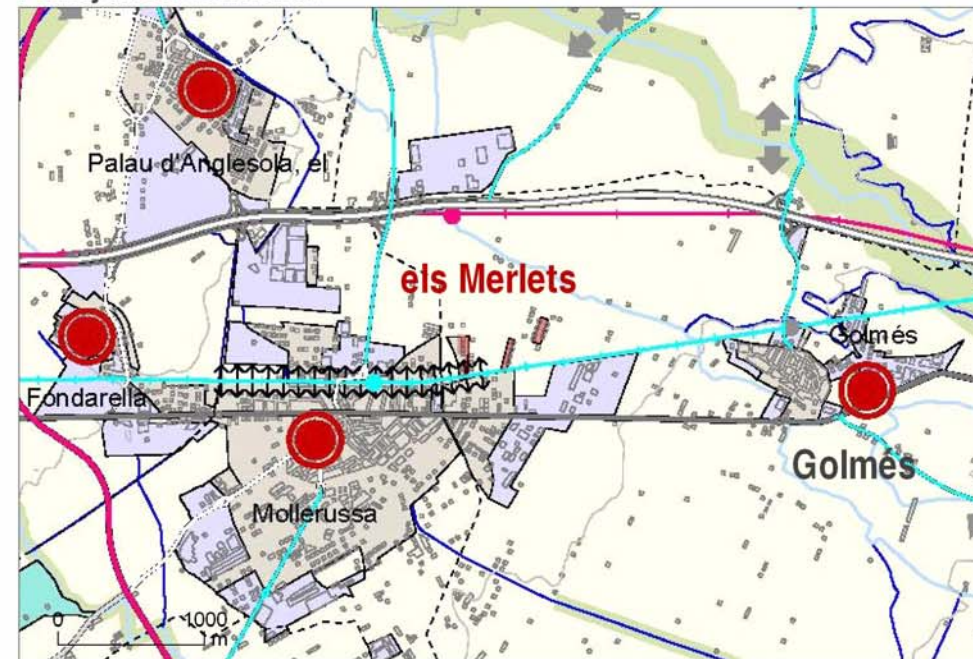 Palau d'Anglesola, el
els Merlets
Golmés
Fondarella
Golmés
Mollerussa
0 1000
m